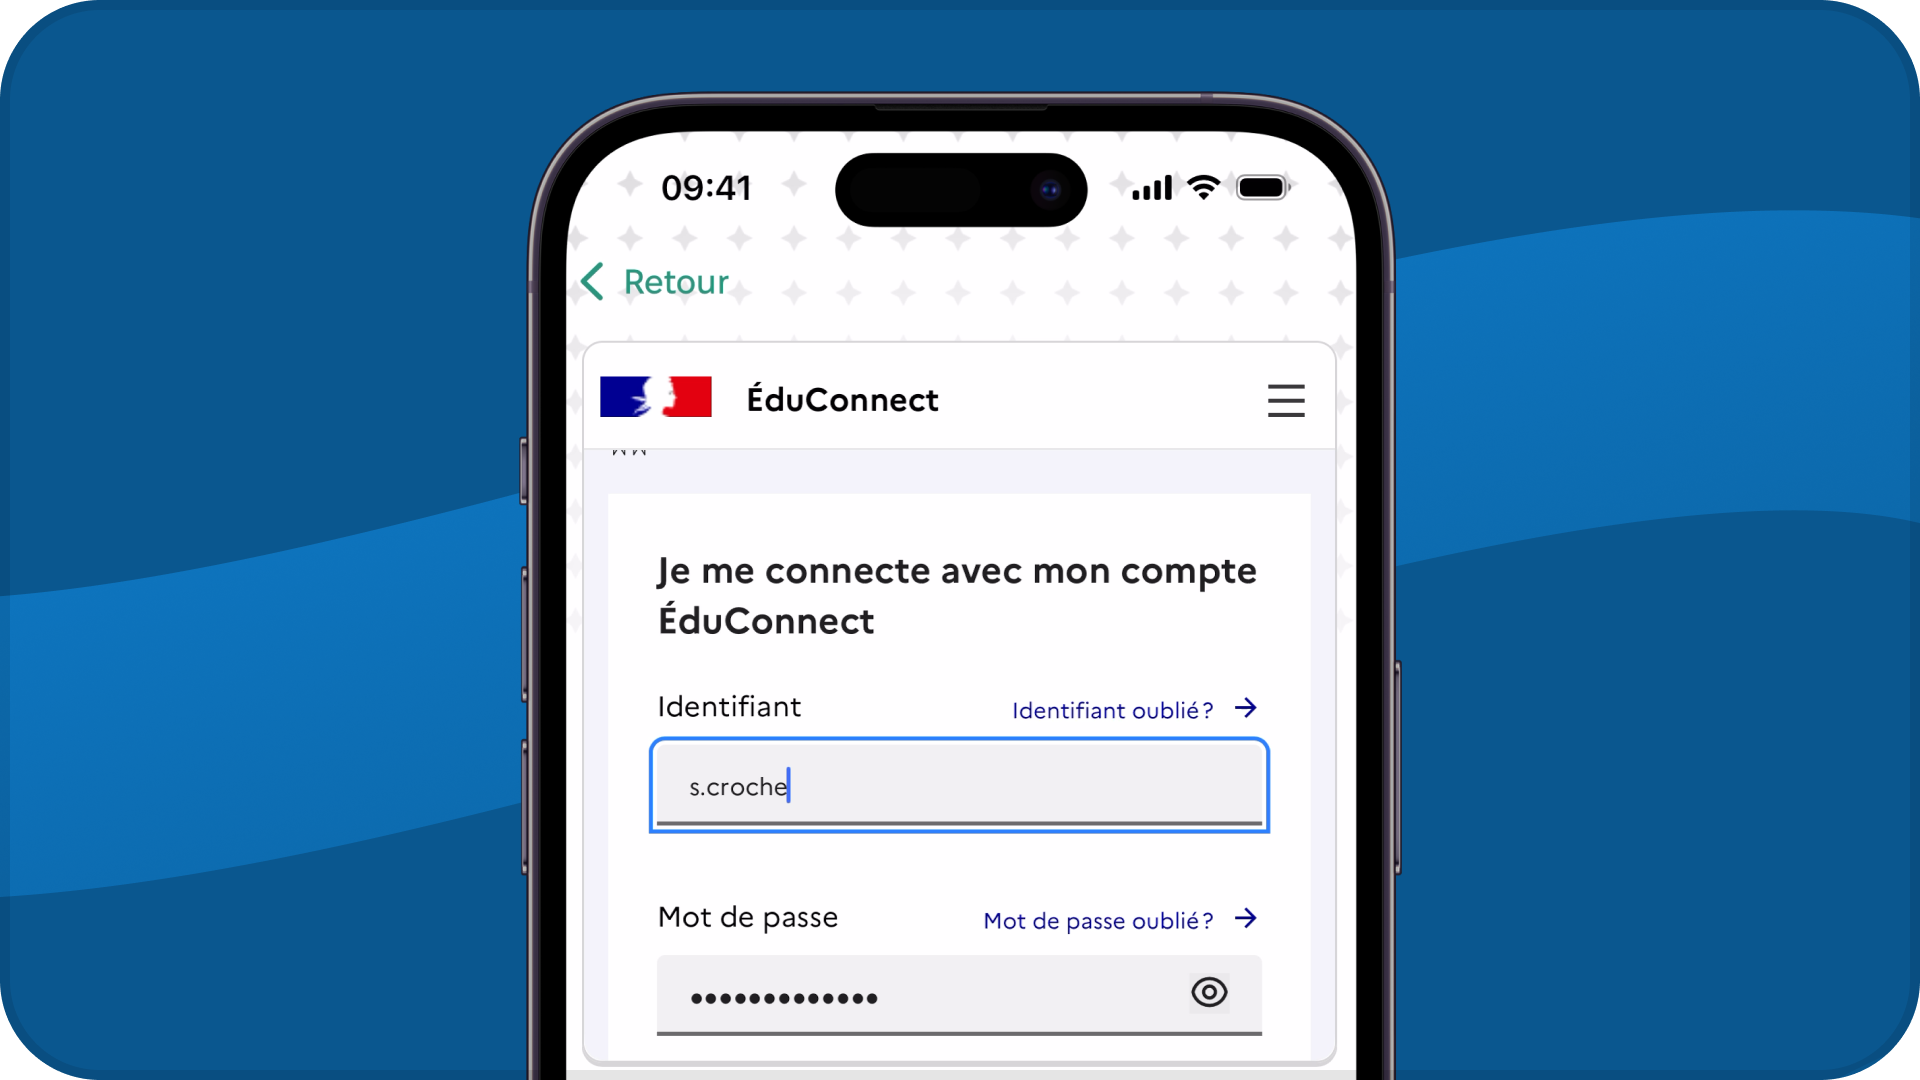 09:41
Retour
ÉduConnect
Je me connecte avec mon compte
ÉduConnect
Identifiant
Identifiant oublié ?
s.croche
Mot de passe
Mot de passe oublié ?
•••••••••••••